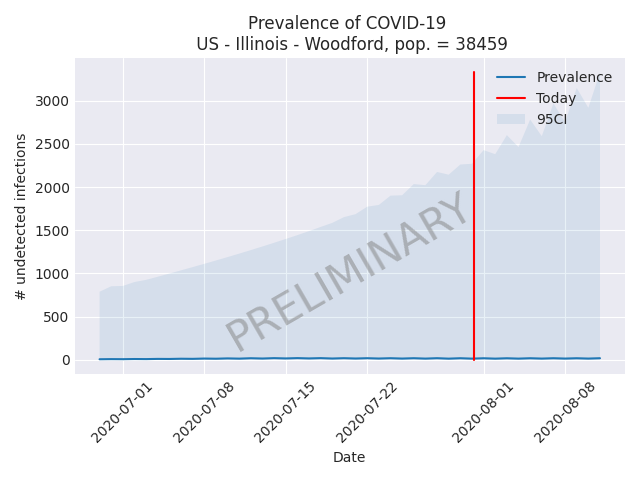 Prevalence of COVID-19
US - Illinois - Woodford, pop. = 38459
Prevalence
Today
95CI
3000
2500
2000
1500
1000
500
0
# undetected infections
PRELIMINARY
2020-07-01
2020-07-08
2020-07-15
2020-07-22
2020-08-01
2020-08-08
Date